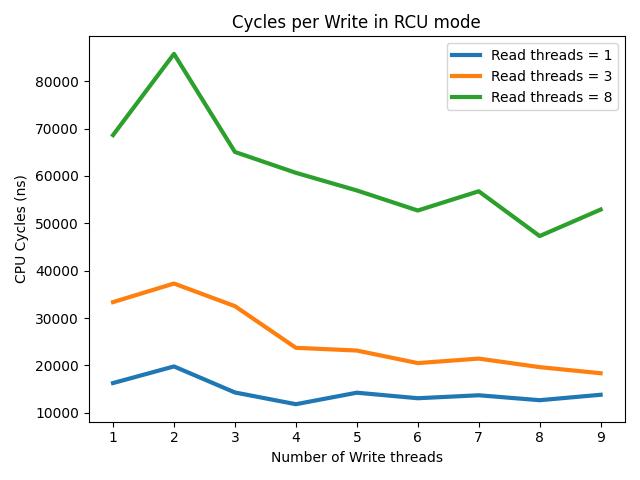 Cycles per Write in RCU mode
Read threads = 1
Read threads = 3
Read threads = 8
CPU Cycles (ns)
80000
70000
60000
50000
40000
30000
20000
10000
1 2 3 4 5 6 7 8 9
Number of Write threads